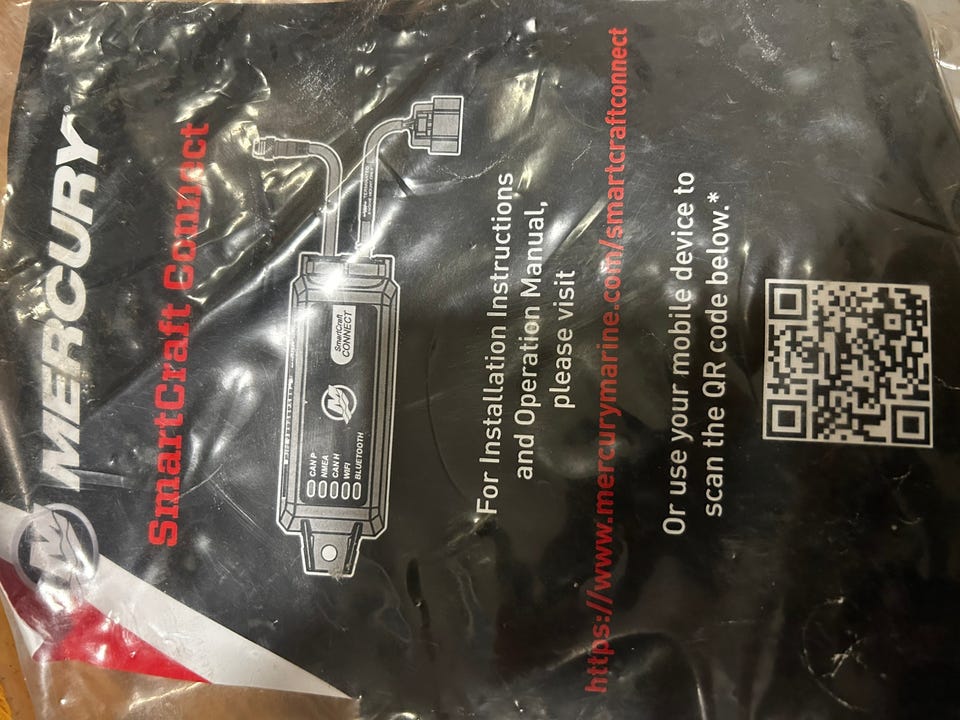 MERCURY
SmartCraft Connect
SmartCraft
CONNECT
CAN P
NMEA
CAN H
WIFI
BLUETOOTH
For Installation Instructions
and Operation Manual,
please visit
https://www.mercurymarine.com/smartcraftconnect
Or use your mobile device to
scan the QR code below.*